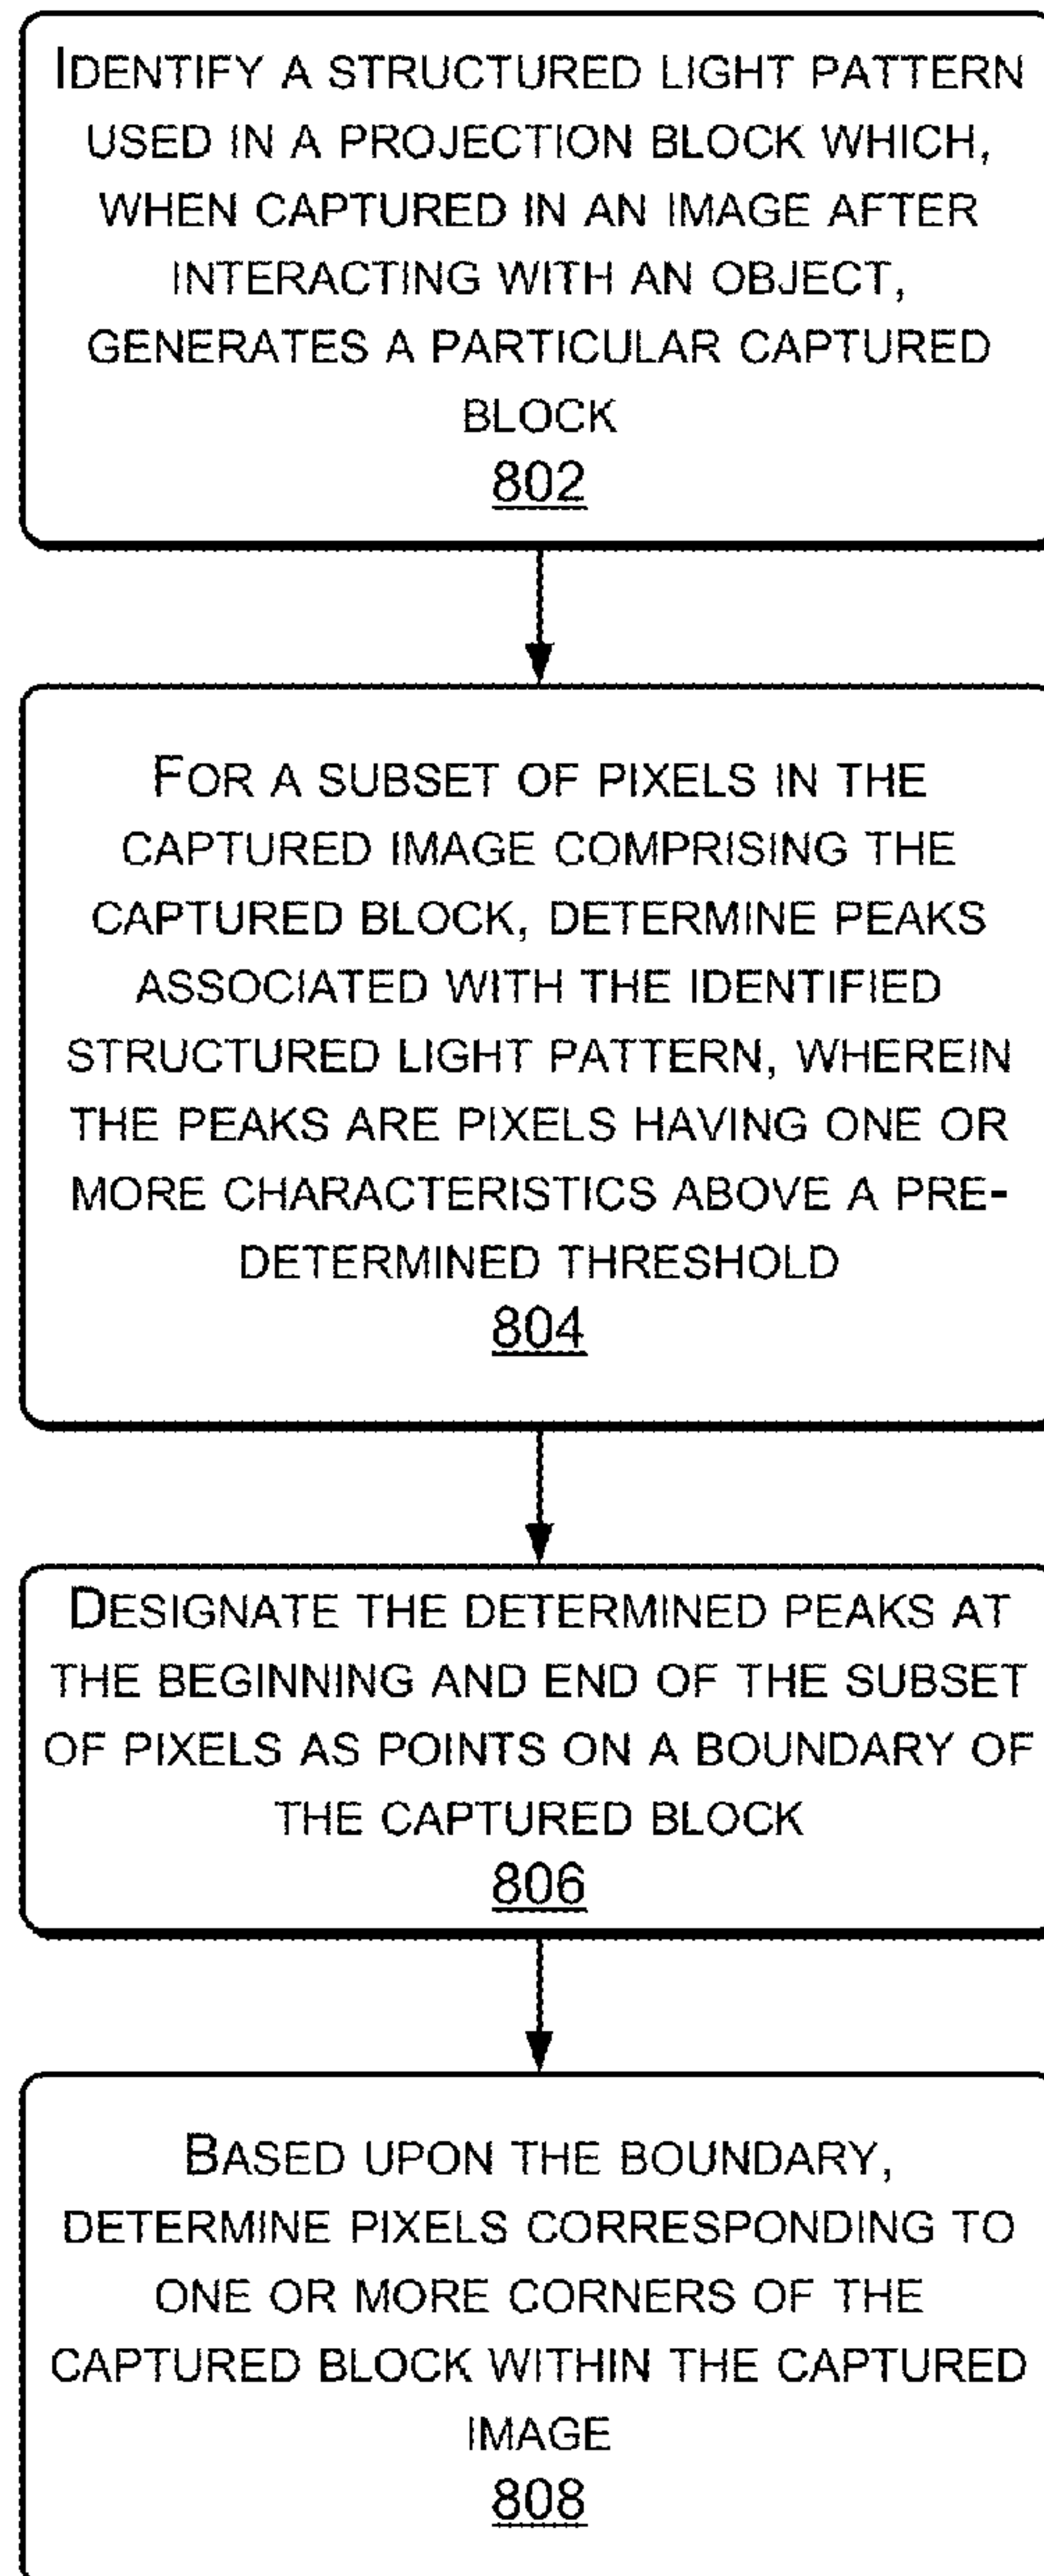 IDENTIFY A STRUCTURED LIGHT PATTERN
USED IN A PROJECTION BLOCK WHICH,
WHEN CAPTURED IN AN IMAGE AFTER
INTERACTING WITH AN OBJECT,
GENERATES A PARTICULAR CAPTURED
BLOCK
802
FOR A SUBSET OF PIXELS IN THE
CAPTURED IMAGE COMPRISING THE
CAPTURED BLOCK, DETERMINE PEAKS
ASSOCIATED WITH THE IDENTIFIED
STRUCTURED LIGHT PATTERN, WHEREIN
THE PEAKS ARE PIXELS HAVING ONE OR
MORE CHARACTERISTICS ABOVE A PRE-
DETERMINED THRESHOLD
804
DESIGNATE THE DETERMINED PEAKS AT
THE BEGINNING AND END OF THE SUBSET
OF PIXELS AS POINTS ON A BOUNDARY OF
THE CAPTURED BLOCK
806
BASED UPON THE BOUNDARY,
DETERMINE PIXELS CORRESPONDING TO
ONE OR MORE CORNERS OF THE
CAPTURED BLOCK WITHIN THE CAPTURED
IMAGE
808